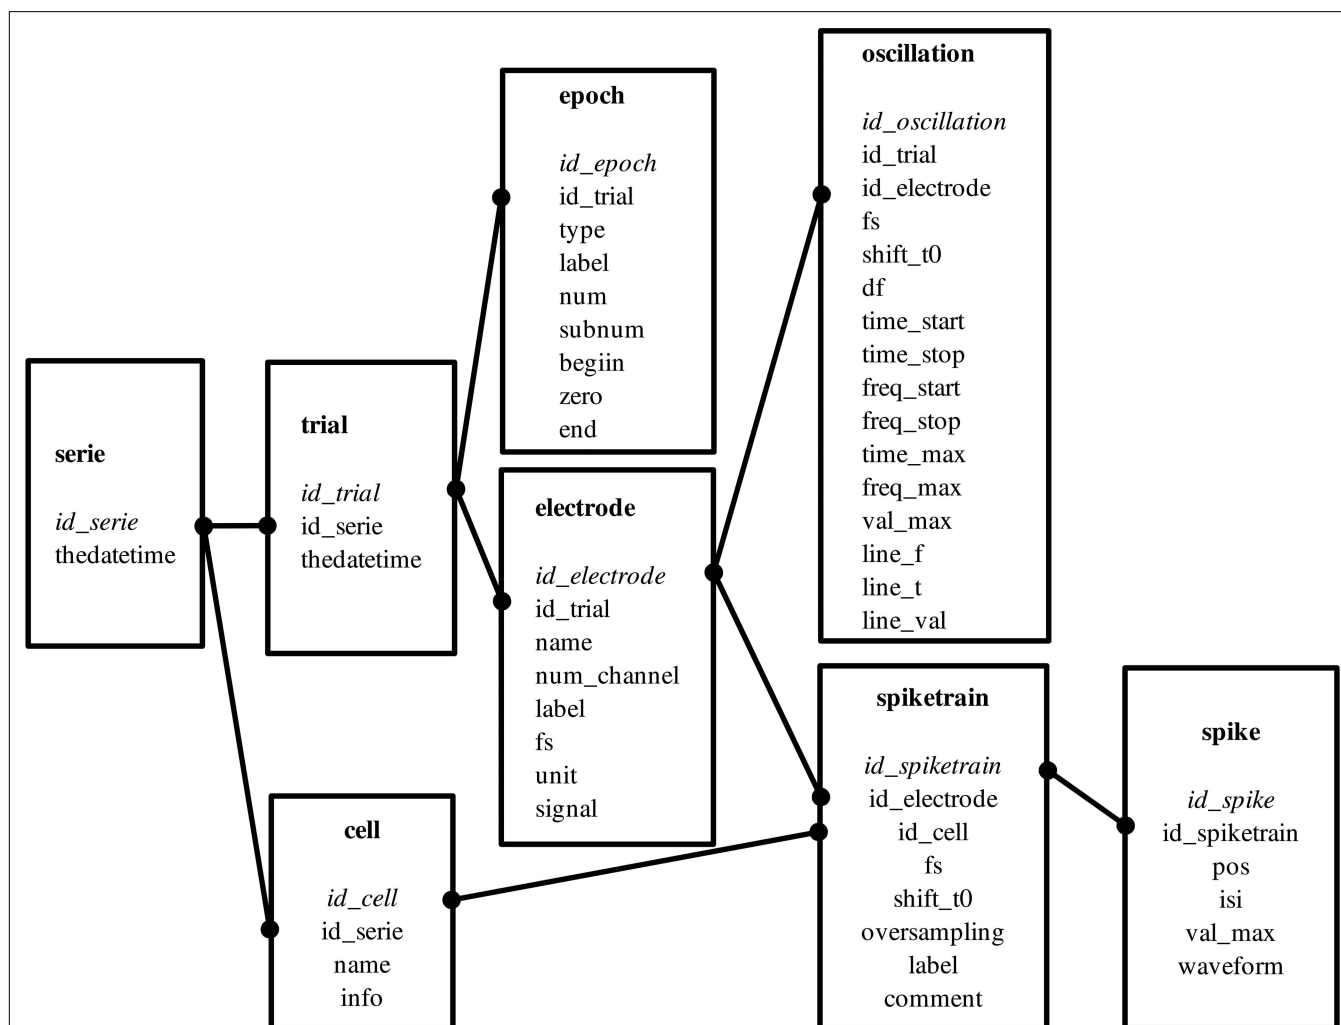 serie
id_serie
thedatetime
trial
id_trial
id_serie
thedatetime
epoch
id_epoch
id_trial
type
label
num
subnum
begiin
zero
end
electrode
id_electrode
id_trial
name
num_channel
label
fs
unit
signal
cell
id_cell
id_serie
name
info
oscillation
id_oscillation
id_trial
id_electrode
fs
shift_t0
df
time_start
time_stop
freq_start
freq_stop
time_max
freq_max
val_max
line_f
line_t
line_val
spiketrain
id_spiketrain
id_electrode
id_cell
fs
shift_t0
oversampling
label
comment
spike
id_spike
id_spiketrain
pos
isi
val_max
waveform